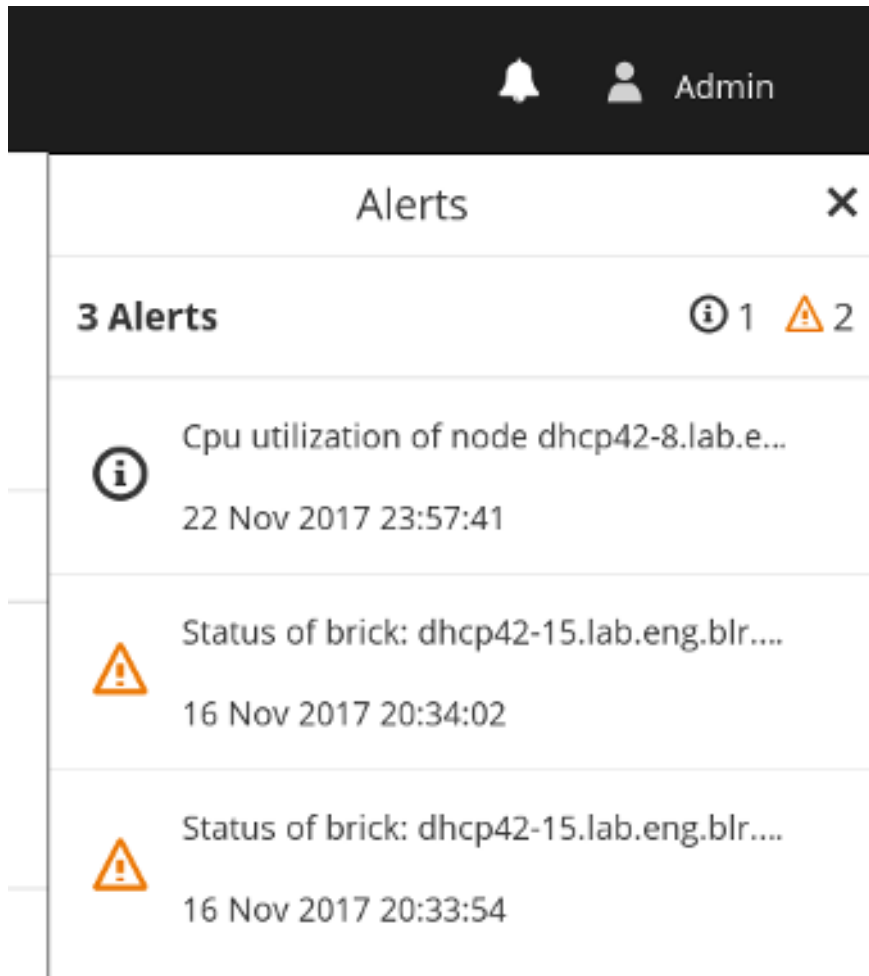 Admin
Alerts
3 Alerts 1 2
Cpu utilization of node dhcp42-8.lab.e...
22 Nov 2017 23:57:41
Status of brick: dhcp42-15.lab.eng.blr....
16 Nov 2017 20:34:02
Status of brick: dhcp42-15.lab.eng.blr....
16 Nov 2017 20:33:54